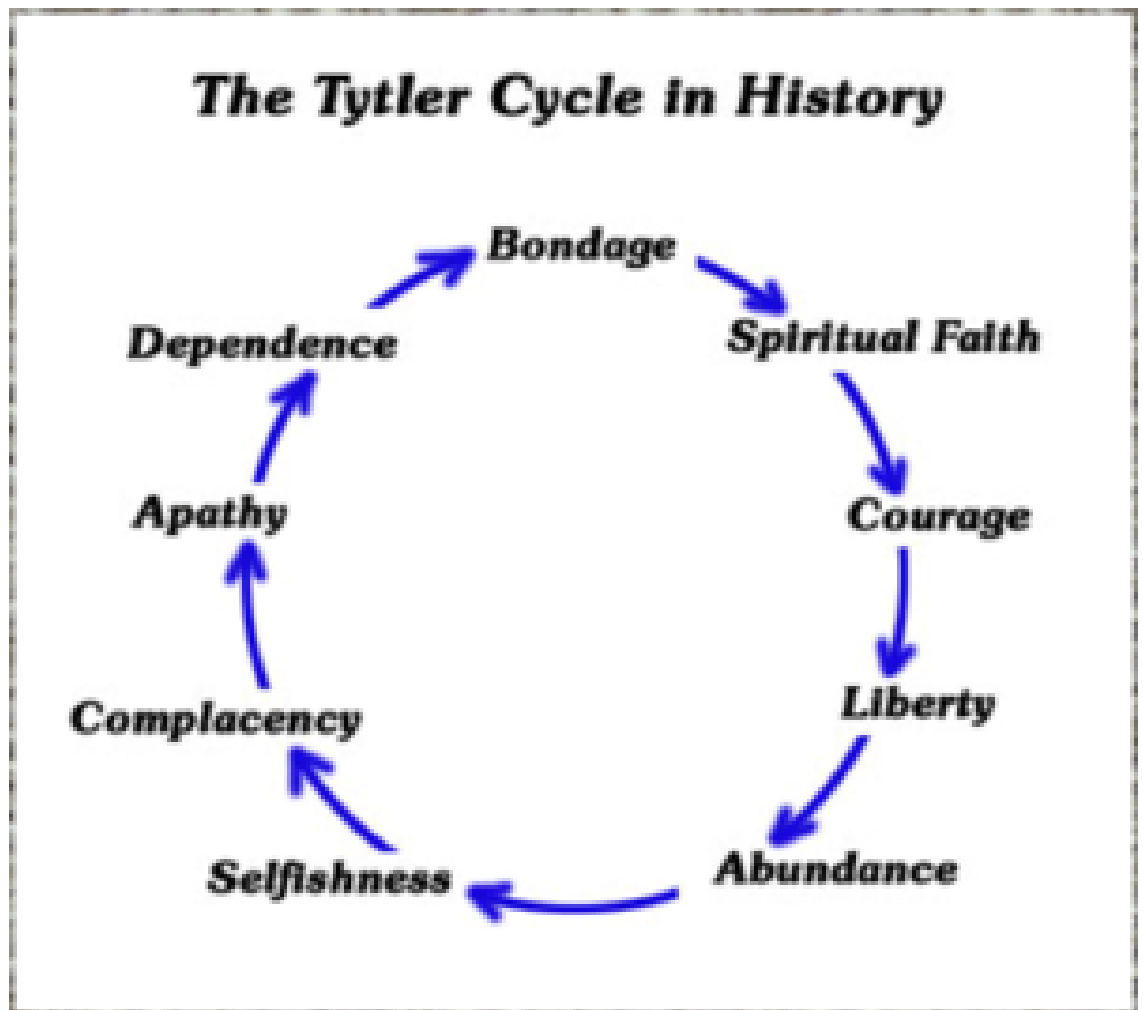 The Tytler Cycle in History
Bondage
Spiritual Faith
Courage
Liberty
Abundance
Selfishness
Complacency
Apathy
Dependence